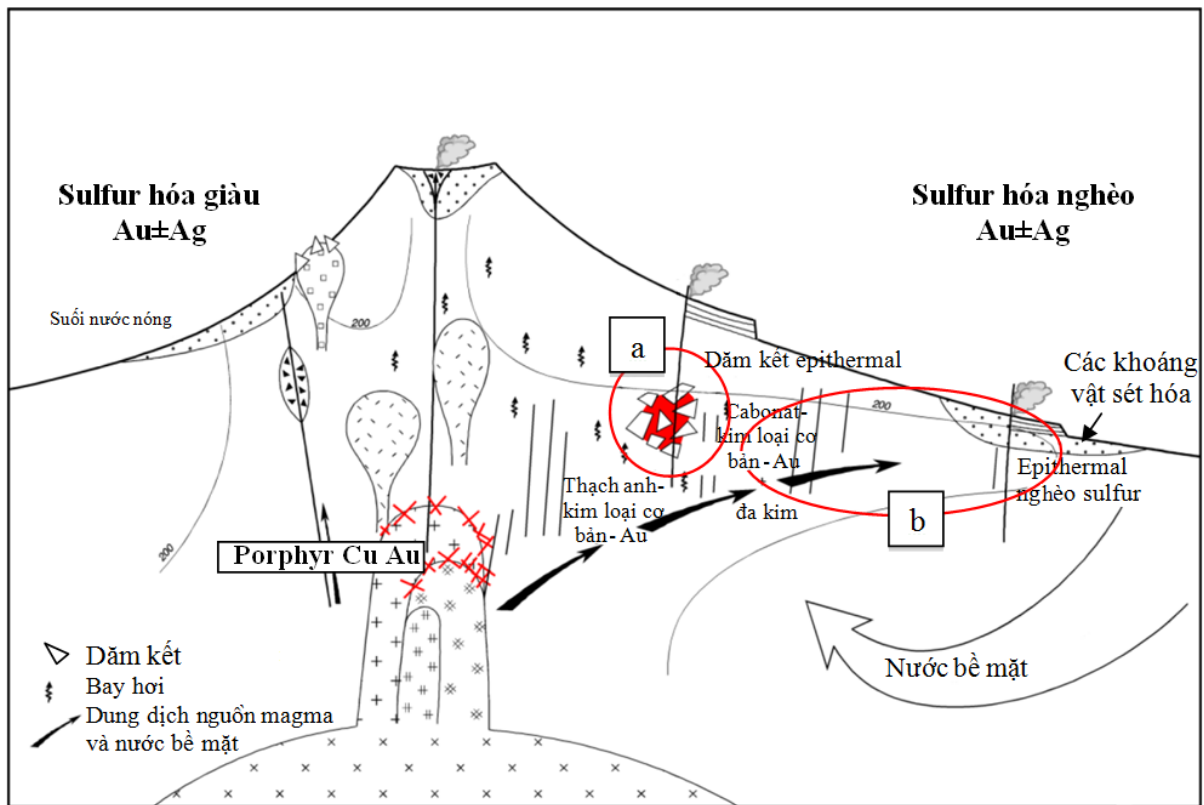 Sulfur hóa giàu
Au±Ag
Sulfur hóa nghèo
Au±Ag
Suối nước nóng
200
a
Dăm kết epithermal
Các khoáng
vật sét hóa
200
Cabonat-
kim loại cơ
bản - Au
Epithermal
nghèo sulfur
Thạch anh-
kim loại cơ
bản - Au
đa kim
b
200
Porphyr Cu Au
Nước bề mặt
Dăm kết
Bay hơi
Dung dịch nguồn magma
và nước bề mặt